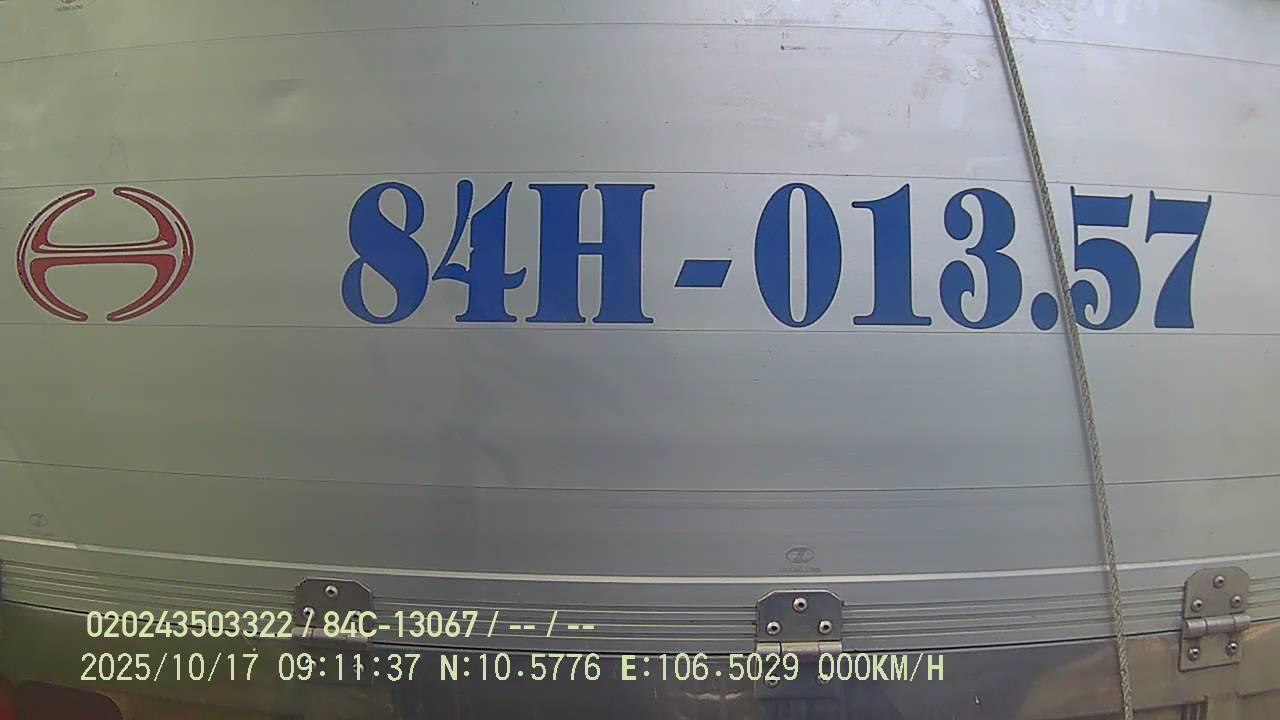 84H-013.57
020243503322 / 84C-13067 / -- / --
2025/10/17 09:11:37 N:10.5776 E:106.5029 000KM/H